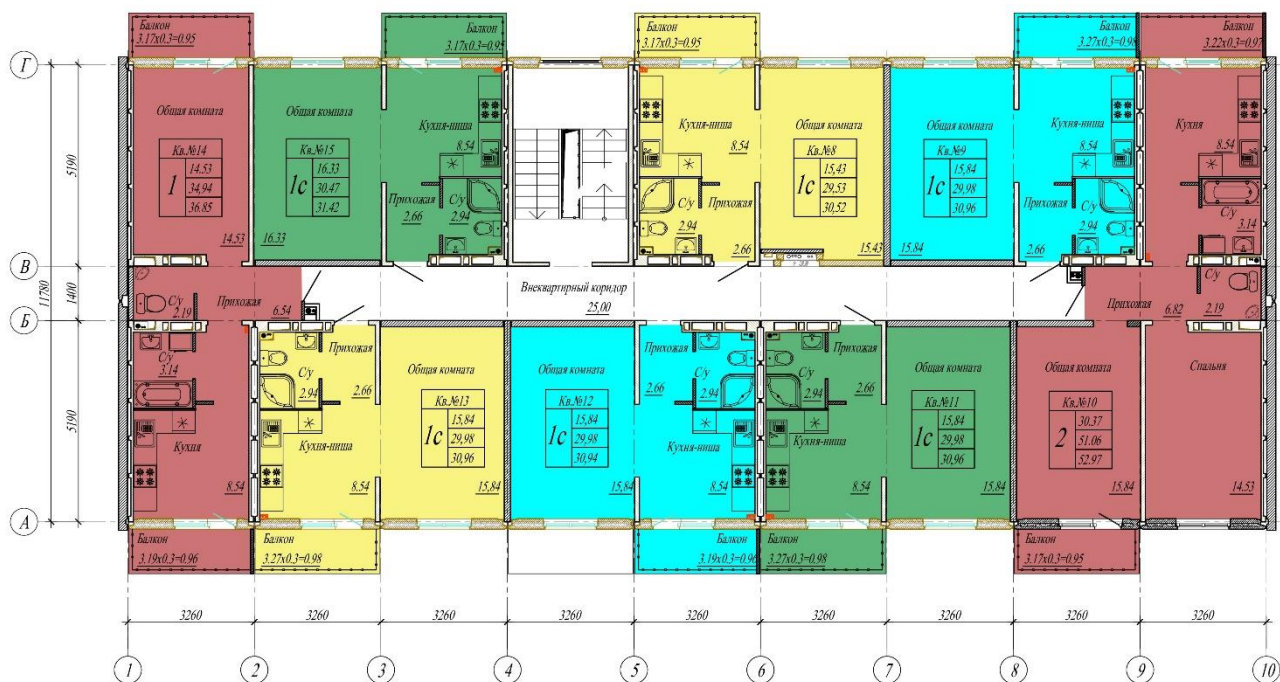 Балкон
3.17х0.3=0.95
Балкон
3.17х0.3=0.95
Балкон
3.17х0.3=0.95
Балкон
3.27х0.3=0.98
Балкон
3.22х0.3=0.97
Г
Общая комната
Кв.№14
1
14.53
34,94
36.85
14.53
Общая комната
Кв.№15
1с
16.33
30.47
31.42
16.33
Кухня-ниша
8.54
Прихожая
2.66
С/у
2.94
Кухня-ниша
8.54
С/у
2.94
Прихожая
2.66
Общая комната
Кв.№8
1с
15,43
29,53
30,52
15.43
Общая комната
Кв.№9
1с
15,84
29,98
30,96
15.84
Кухня-ниша
8.54
Прихожая
2.66
С/у
2.94
Кухня
8.54
С/у
3.14
5190
В
11780
1400
Б
С/у
2.19
Прихожая
6.54
Внеквартирный коридор
25,00
Прихожая
6.82
С/у
2.19
5190
С/у
3.14
Кухня
8.54
Прихожая
2.66
С/у
2.94
Кухня-ниша
8.54
Общая комната
Кв.№13
1с
15,84
29,98
30,96
15,84
Общая комната
Кв.№12
1с
15,84
29,98
30,94
15,84
Прихожая
2.66
С/у
2.94
Кухня-ниша
8.54
С/у
2.94
Прихожая
2.66
Кухня-ниша
8.54
Общая комната
Кв.№11
1с
15,84
29,98
30,96
15.84
Общая комната
Кв.№10
2
30.37
51.06
52.97
15.84
Спальня
14.53
А
Балкон
3.19х0.3=0.96
Балкон
3.27х0.3=0.98
Балкон
3.19х0.3=0.96
Балкон
3.27х0.3=0.98
Балкон
3.17х0.3=0.95
3260 3260 3260 3260 3260 3260 3260 3260 3260
1 2 3 4 5 6 7 8 9 10